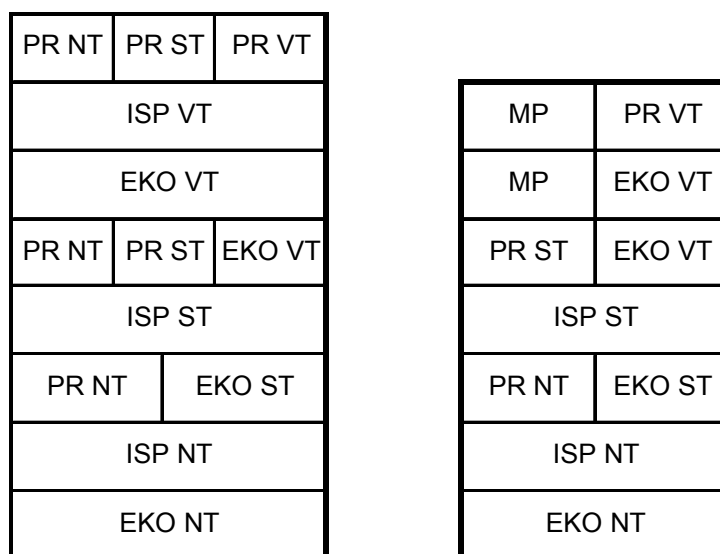 PR NT PR ST PR VT
ISP VT
EKO VT
PR NT PR ST EKO VT
ISP ST
PR NT EKO ST
ISP NT
EKO NT
MP PR VT
MP EKO VT
PR ST EKO VT
ISP ST
PR NT EKO ST
ISP NT
EKO NT